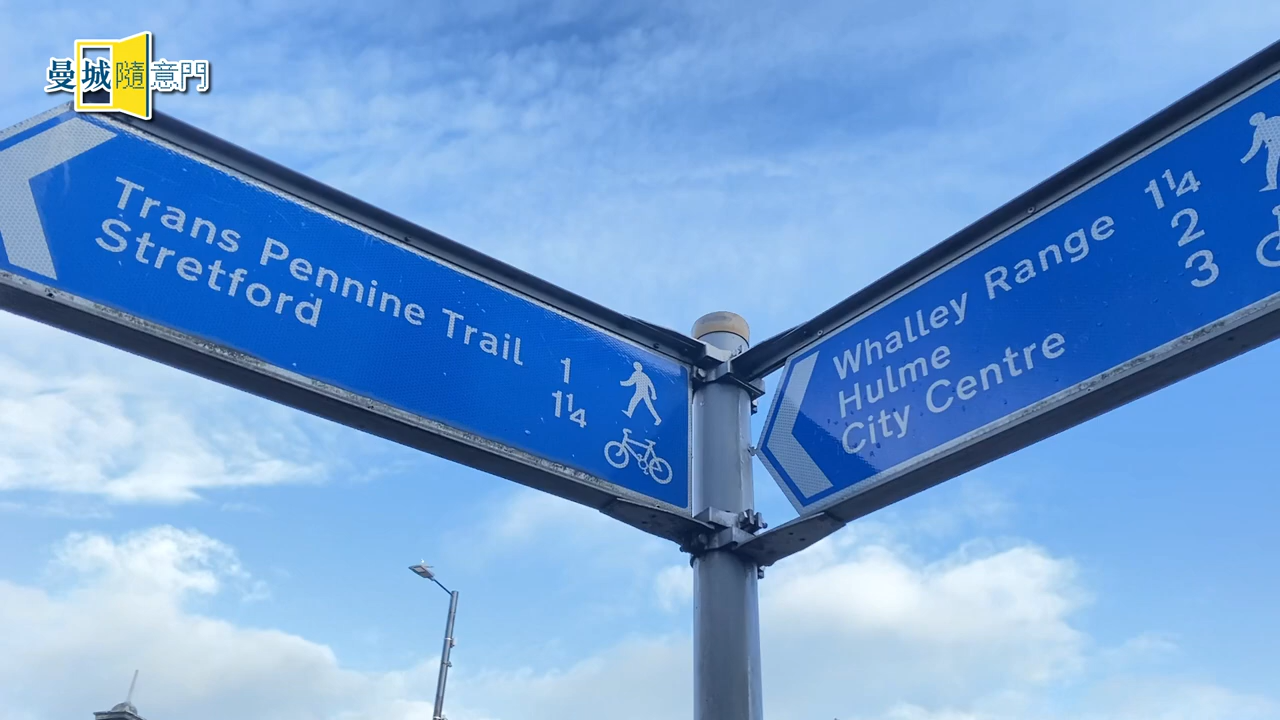 曼城隨意門
Trans Pennine Trail 1
Stretford 1¼
Whalley Range 1¼
Hulme 2
City Centre 3